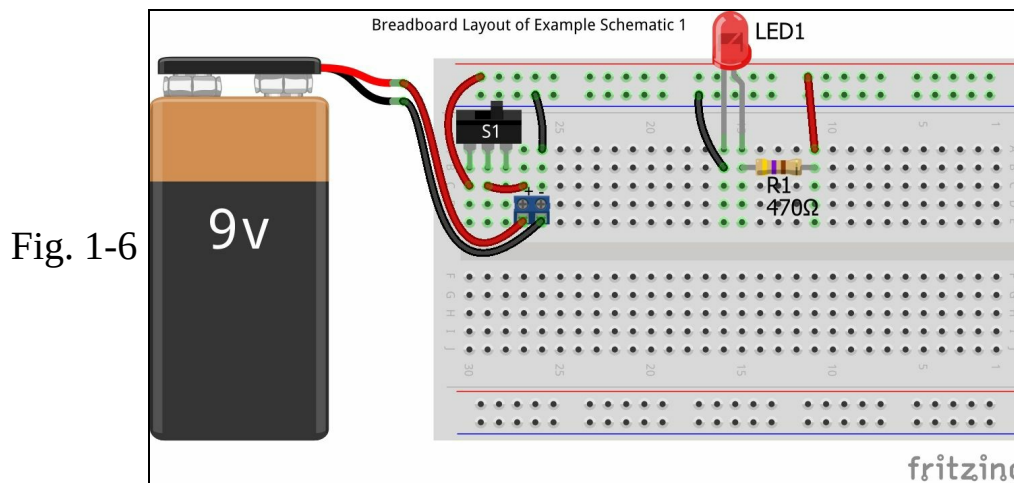 Breadboard Layout of Example Schematic 1
LED1
S1
25
20
15
10
5
1
A
+ -
R1
470Ω
9v
Fig. 1-6
F
G
H
I
J
30
25
20
15
10
5
1
fritzing